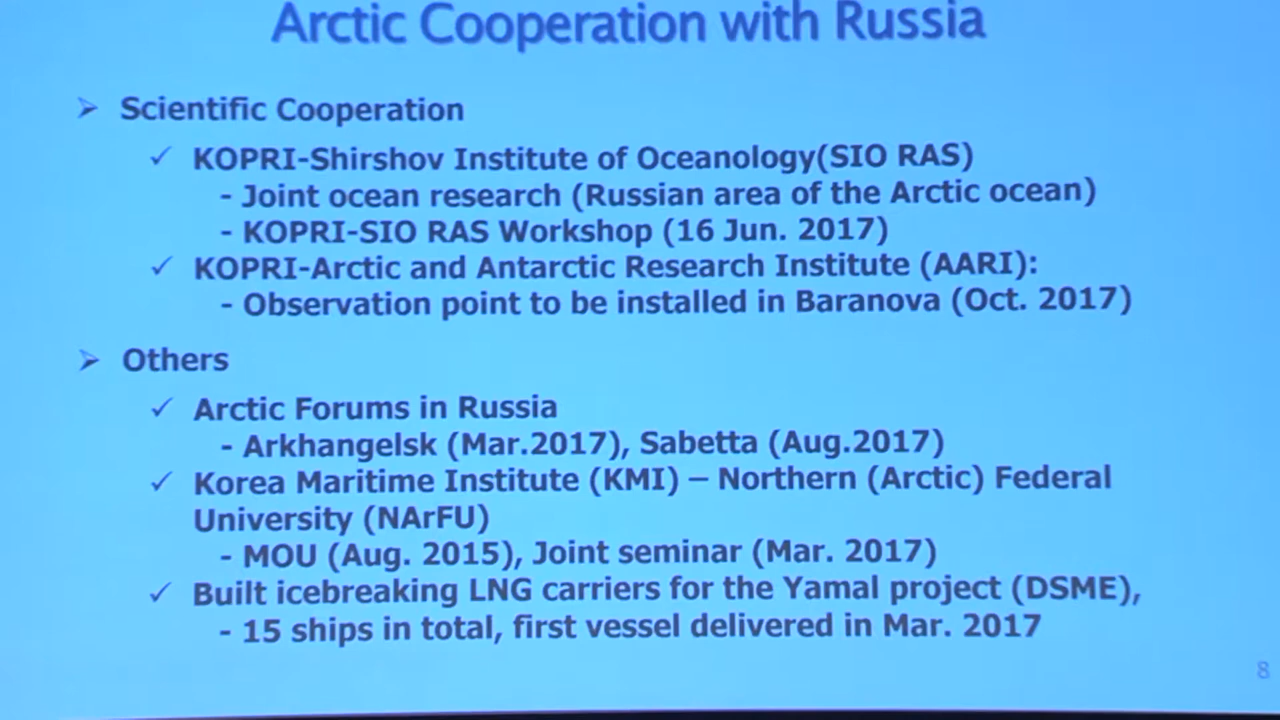 Arctic Cooperation with Russia
➢ Scientific Cooperation
✓ KOPRI-Shirshov Institute of Oceanology(SIO RAS)
- Joint ocean research (Russian area of the Arctic ocean)
- KOPRI-SIO RAS Workshop (16 Jun. 2017)
✓ KOPRI-Arctic and Antarctic Research Institute (AARI):
- Observation point to be installed in Baranova (Oct. 2017)
➢ Others
✓ Arctic Forums in Russia
- Arkhangelsk (Mar.2017), Sabetta (Aug.2017)
✓ Korea Maritime Institute (KMI) – Northern (Arctic) Federal
University (NArFU)
- MOU (Aug. 2015), Joint seminar (Mar. 2017)
✓ Built icebreaking LNG carriers for the Yamal project (DSME),
- 15 ships in total, first vessel delivered in Mar. 2017
8